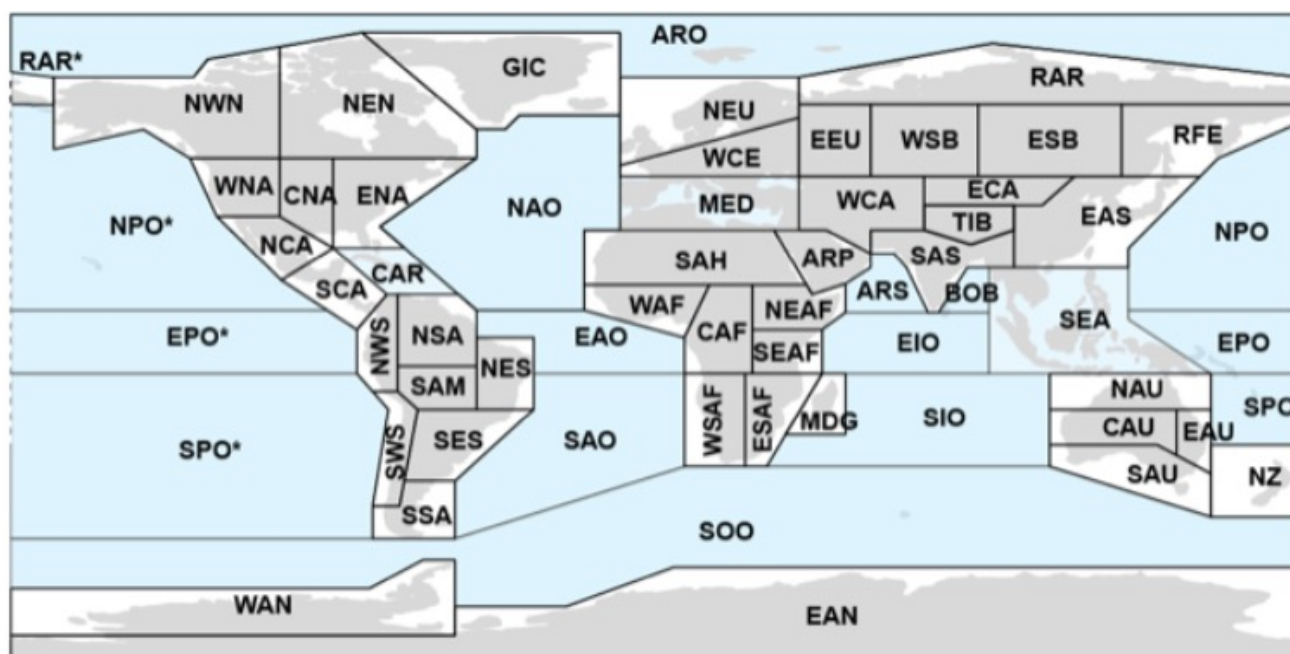 ARO
RAR*
GIC
RAR
NWN
NEN
NEU
EEU
WSB
ESB
RFE
WCE
WNA
CNA
ENA
NAO
MED
WCA
ECA
TIB
EAS
NPO*
NPO
NCA
CAR
SAH
ARP
SAS
SCA
WAF
NEAF
ARS
BOB
SEA
EPO*
NWS
NSA
EAO
CAF
SEAF
EIO
EPO
NES
SAM
NAU
SPO*
SWS
SES
SAO
WSAF
ESAF
MDG
SIO
CAU
EAU
SPO
SSA
SAU
NZ
SOO
WAN
EAN